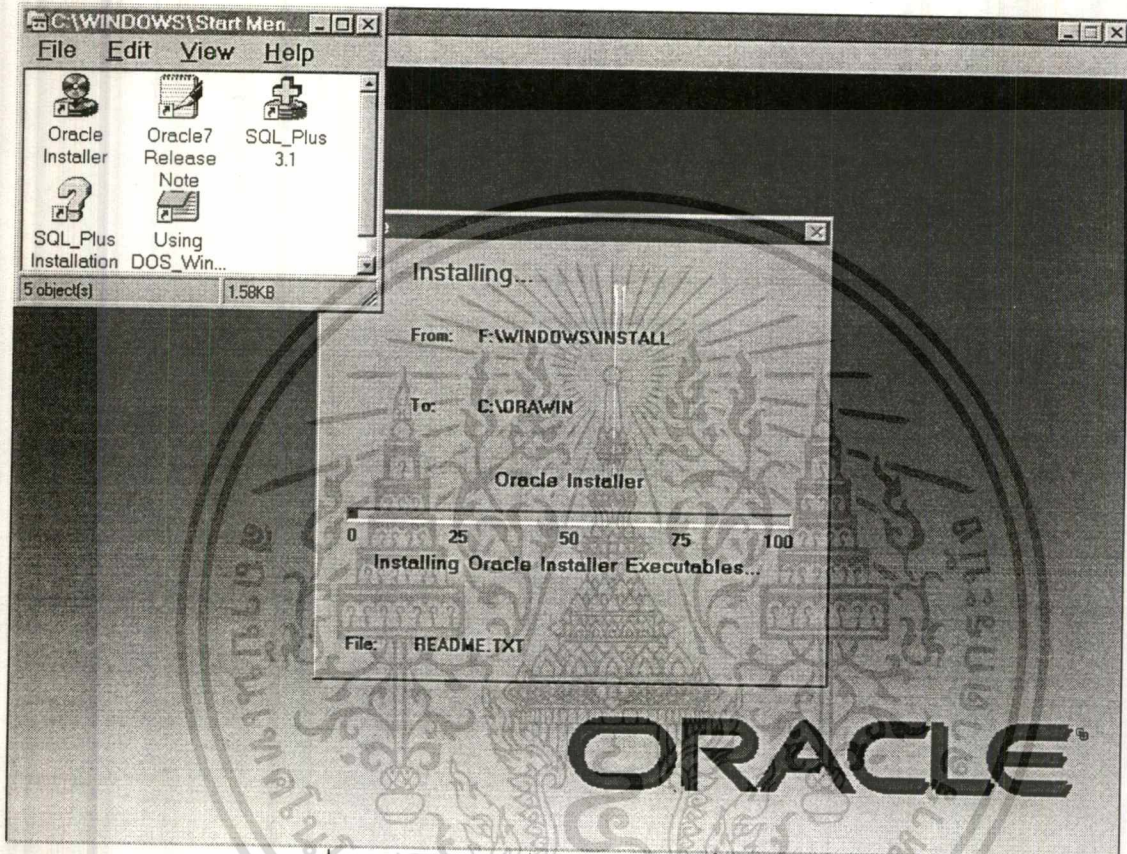 C:\WINDOWS\Start Men...
File Edit View Help
Oracle Installer
Oracle7 Release Note
SQL_Plus 3.1
SQL_Plus Installation
Using DOS_Win...
5 object(s) 1.58KB
Installing...
From: F:\WINDOWS\INSTALL
To: C:\ORAWIN
Oracle Installer
0 25 50 75 100
Installing Oracle Installer Executables...
File: README.TXT
ORACLE®